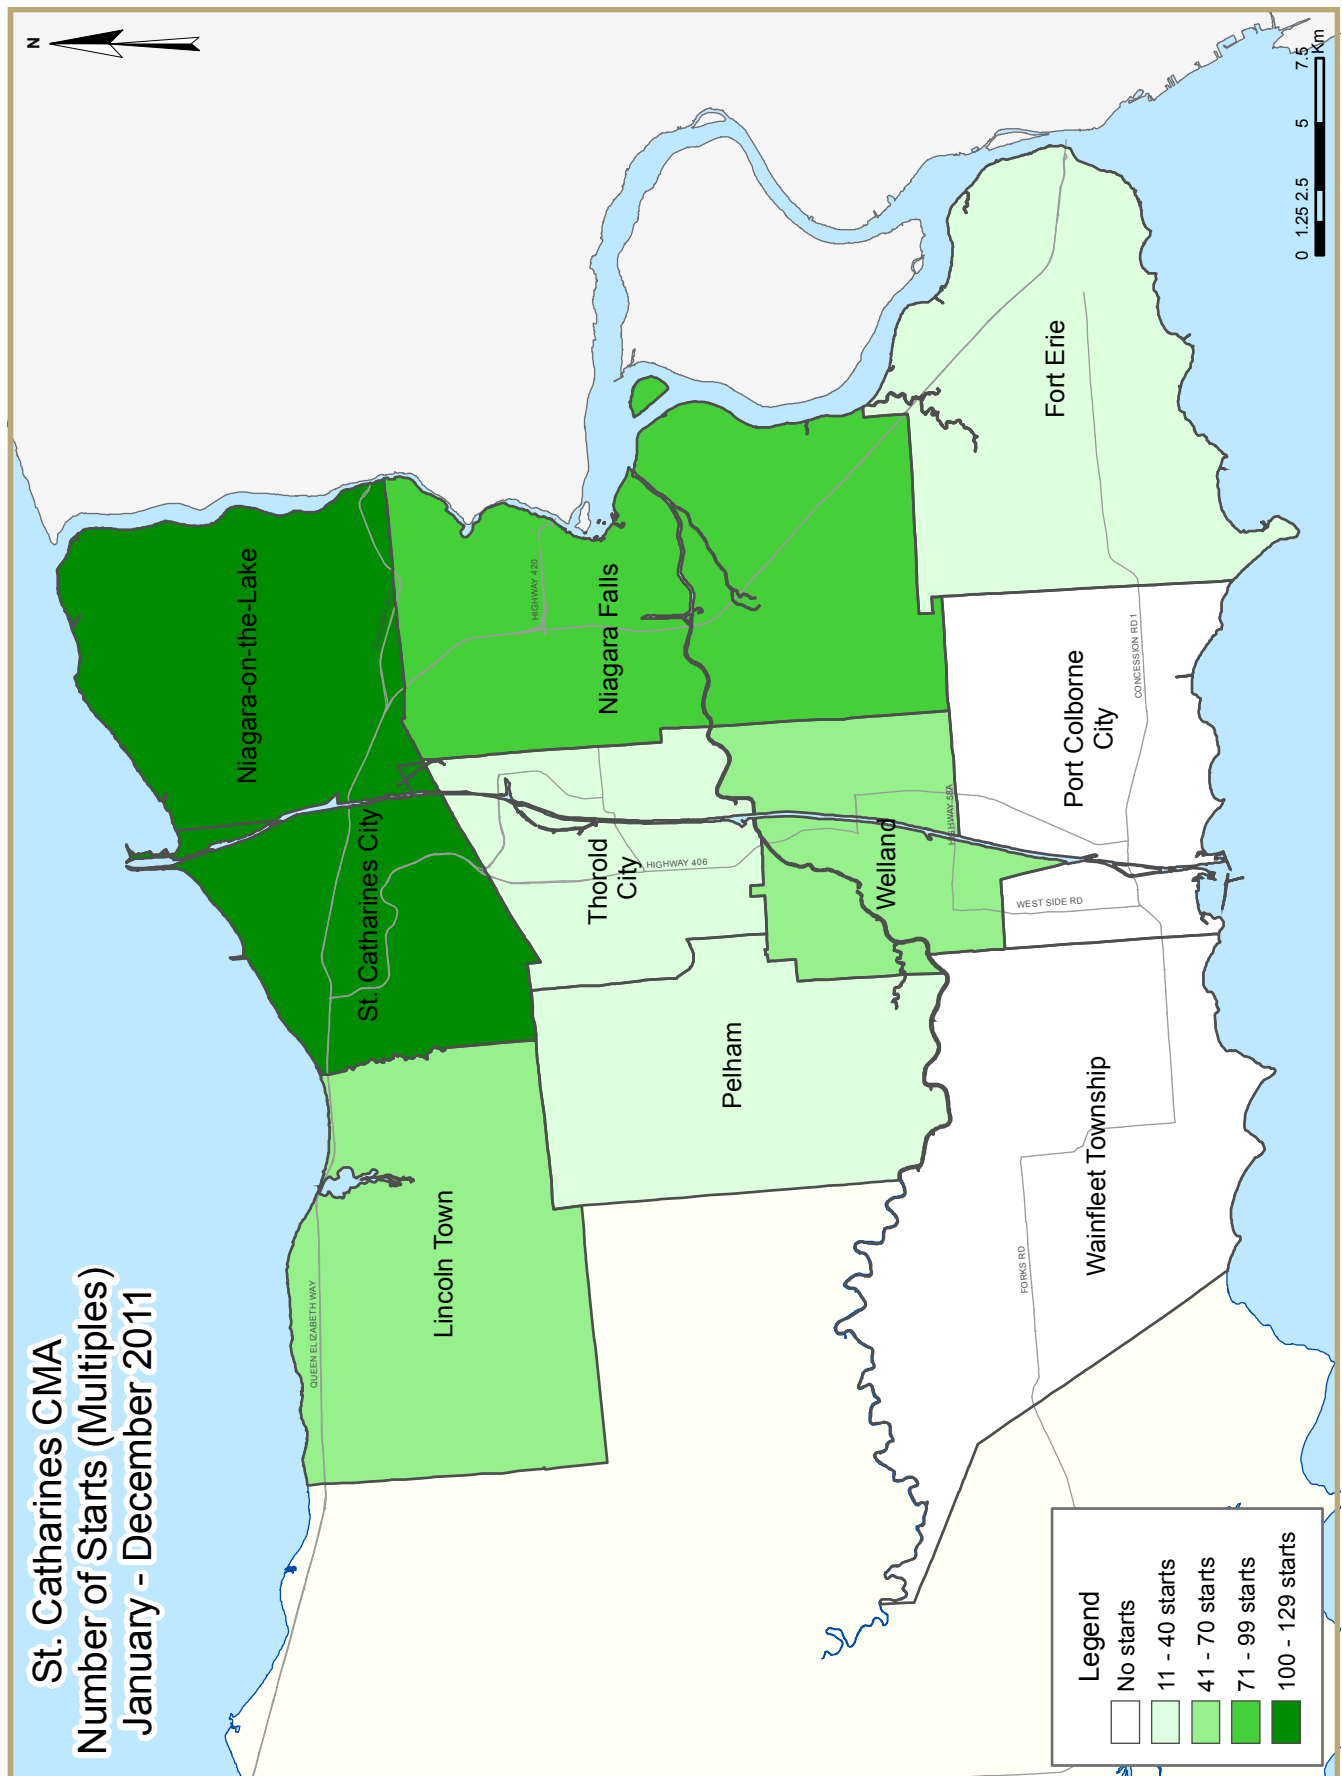 St. Catharines CMA
Number of Starts (Multiples)
January - December 2011
N
Niagara-on-the-Lake
St. Catharines City
QUEEN ELIZABETH WAY
Lincoln Town
HIGHWAY 420
Niagara Falls
Thorold
City
HIGHWAY 406
Pelham
Welland
HIGHWAY 58A
Fort Erie
Port Colborne
City
CONCESSION RD 1
WEST SIDE RD
Wainfleet Township
FORKS RD
Legend
No starts
11 - 40 starts
41 - 70 starts
71 - 99 starts
100 - 129 starts
0 1.25 2.5 5 7.5
Km